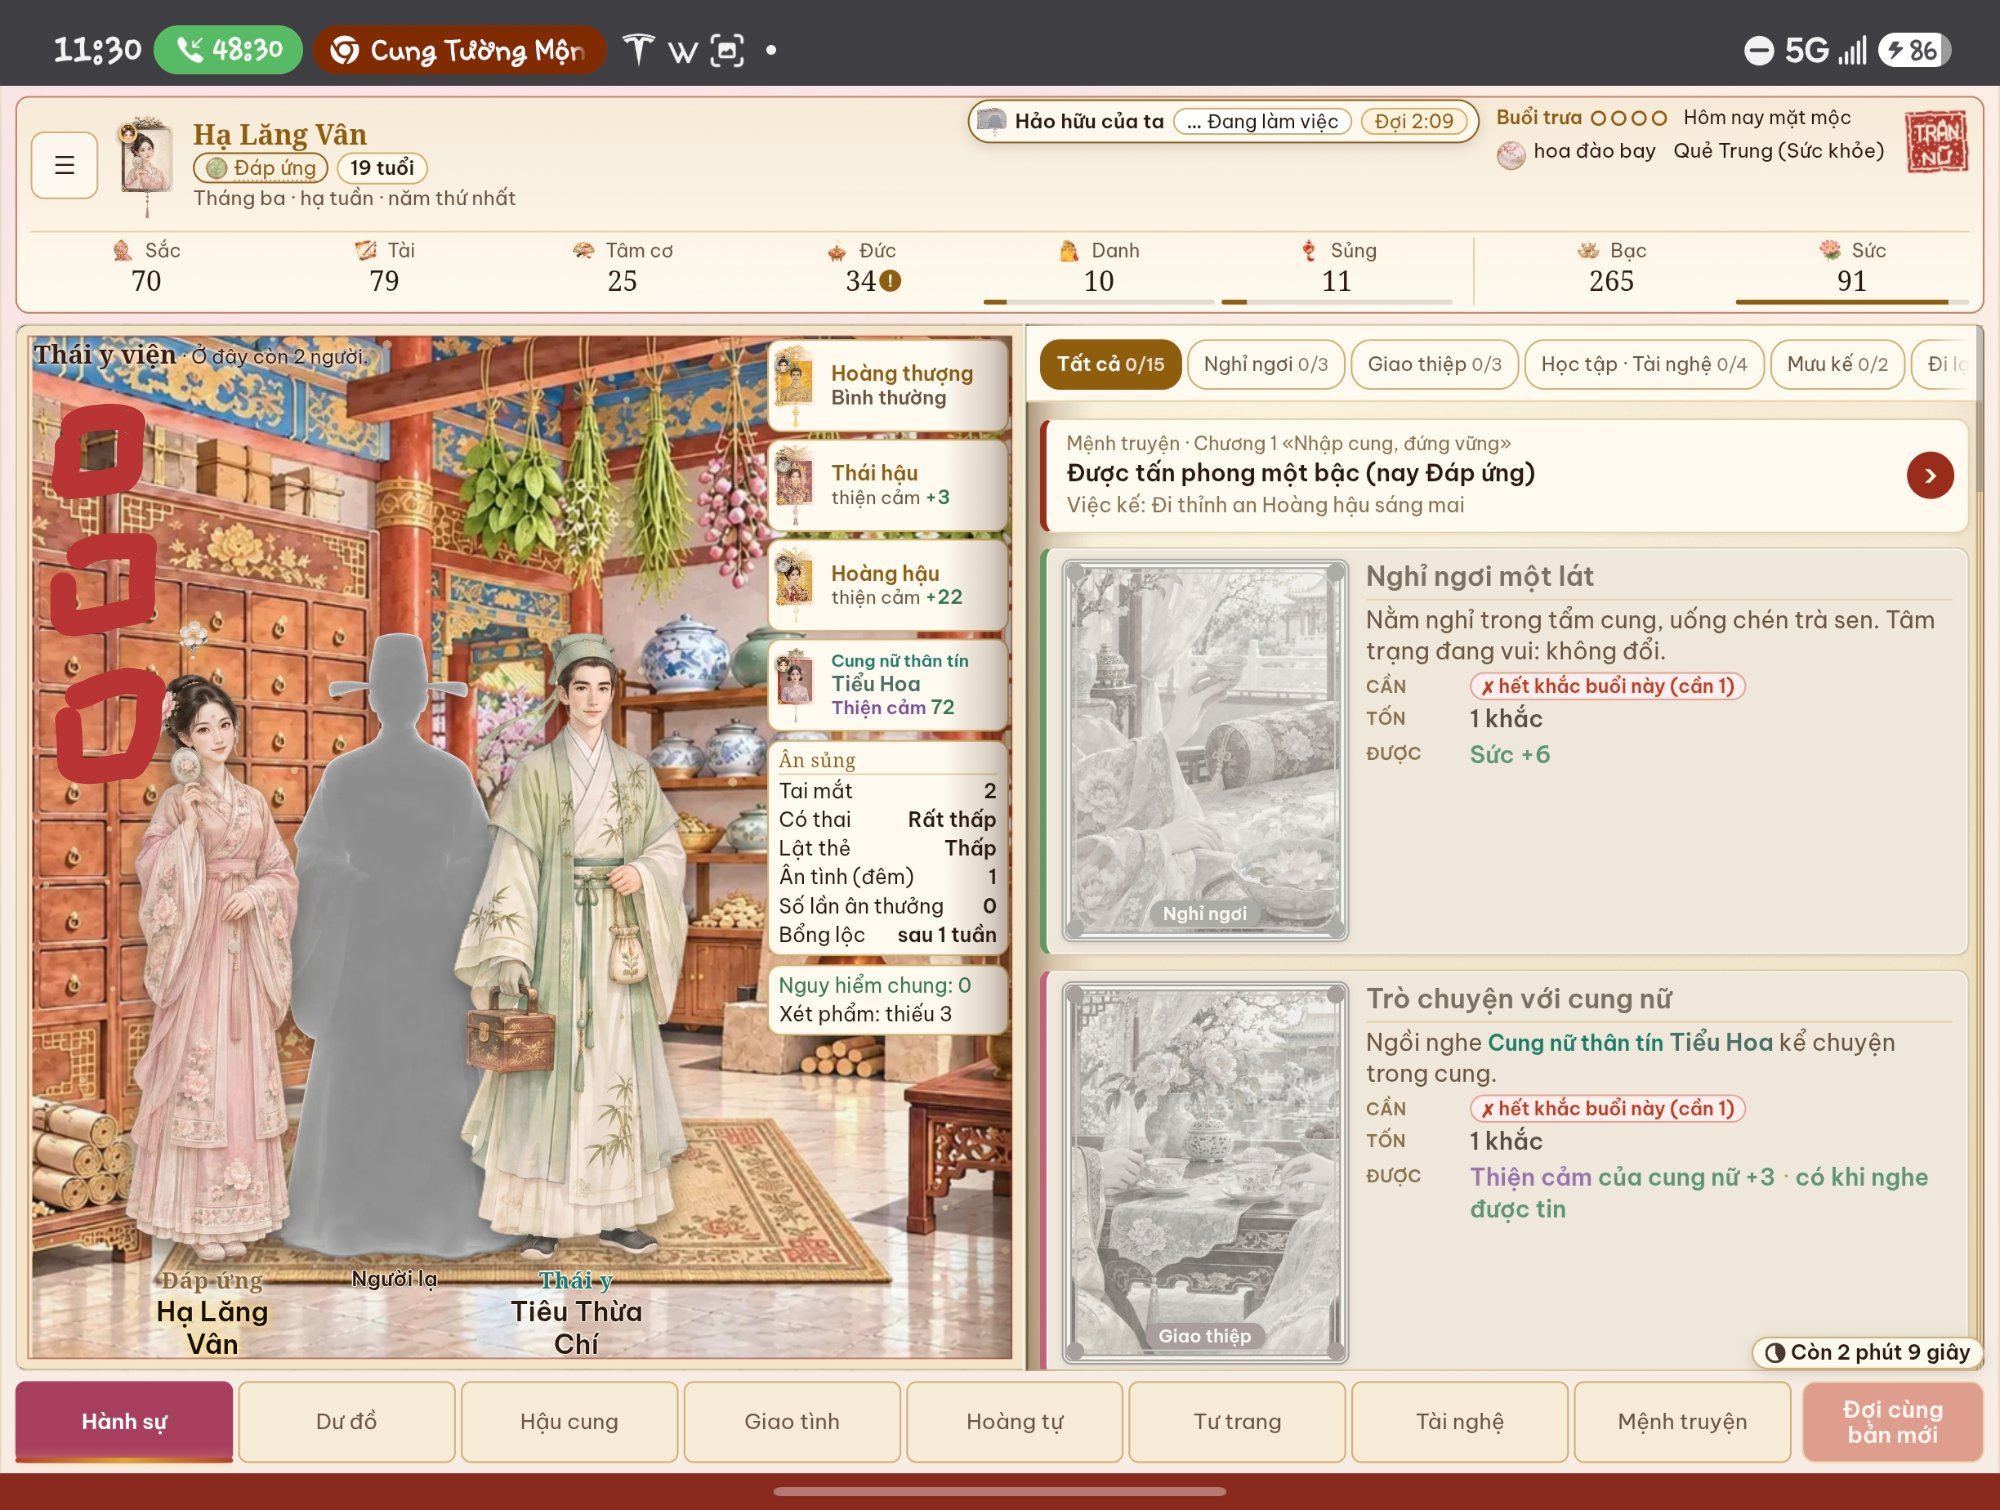 11:30
48:30
Cung Tường Mộn
5G
86
Hạ Lăng Vân
Đáp ứng
19 tuổi
Tháng ba · hạ tuần · năm thứ nhất
Hảo hữu của ta
... Đang làm việc
Đợi 2:09
Buổi trưa
Hôm nay mặt mộc
hoa đào bay
Quẻ Trung (Sức khỏe)
TRÂN NỮ
Sắc
70
Tài
79
Tâm cơ
25
Đức
34
Danh
10
Sủng
11
Bạc
265
Sức
91
Thái y viện · Ở đây còn 2 người.
Hoàng thượng
Bình thường
Thái hậu
thiện cảm +3
Hoàng hậu
thiện cảm +22
Cung nữ thân tín
Tiểu Hoa
Thiện cảm 72
Ân sủng
Tai mắt 2
Có thai Rất thấp
Lật thẻ Thấp
Ân tình (đêm) 1
Số lần ân thưởng 0
Bổng lộc sau 1 tuần
Nguy hiểm chung: 0
Xét phẩm: thiếu 3
Đáp ứng
Hạ Lăng
Vân
Người lạ
Thái y
Tiêu Thừa
Chí
Tất cả 0/15
Nghỉ ngơi 0/3
Giao thiệp 0/3
Học tập · Tài nghệ 0/4
Mưu kế 0/2
Đi lạ
Mệnh truyện · Chương 1 «Nhập cung, đứng vững»
Được tấn phong một bậc (nay Đáp ứng)
Việc kế: Đi thỉnh an Hoàng hậu sáng mai
Nghỉ ngơi
Nghỉ ngơi một lát
Nằm nghỉ trong tẩm cung, uống chén trà sen. Tâm
trạng đang vui: không đổi.
CẦN ✗ hết khắc buổi này (cần 1)
TỐN 1 khắc
ĐƯỢC Sức +6
Giao thiệp
Trò chuyện với cung nữ
Ngồi nghe Cung nữ thân tín Tiểu Hoa kể chuyện
trong cung.
CẦN ✗ hết khắc buổi này (cần 1)
TỐN 1 khắc
ĐƯỢC Thiện cảm của cung nữ +3 · có khi nghe
được tin
Còn 2 phút 9 giây
Hành sự
Dư đồ
Hậu cung
Giao tình
Hoàng tự
Tư trang
Tài nghệ
Mệnh truyện
Đợi cùng
bản mới